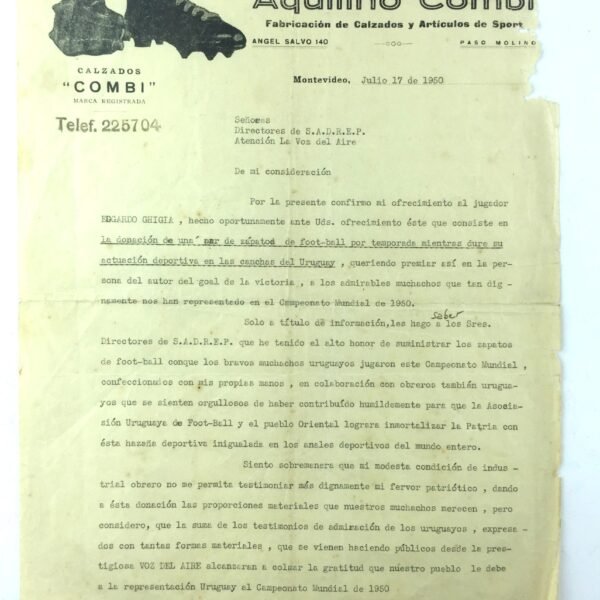 Aquilino Combi
Fabricación de Calzados y Artículos de Sport
ANGEL SALVO 140 —ooo— PASO MOLINO
CALZADOS
"COMBI"
MARCA REGISTRADA
Telef. 225704
Montevideo, Julio 17 de 1950
Señores
Directores de S.A.D.R.E.P.
Atención La Voz del Aire
De mi consideración
Por la presente confirmo mi ofrecimiento al jugador
EDGARDO GHIGIA , hecho oportunamente ante Uds. ofrecimiento éste que consiste en
la donación de una par de zapatos de foot-ball por temporada mientras dure su
actuación deportiva en las canchas del Uruguay , queriendo premiar así en la per-
sona del autor del goal de la victoria , a los admirables muchachos que tan dig -
namente nos han representado en el Campeonato Mundial de 1950.
saber
Solo a título de información,les hago a los Sres.
Directores de S.A.D.R.E.P. que he tenido el alto honor de suministrar los zapatos
de foot-ball conque los bravos muchachos uruguayos jugaron este Campeonato Mundial ,
confeccionados con mis propias manos , en colaboración con obreros también urugua-
yos que se sienten orgullosos de haber contribuído humildemente para que la Asocia-
sión Uruguaya de Foot-Ball y el pueblo Oriental lograra inmortalizar la Patria con
ésta hazaña deportiva inigualada en los anales deportivos del mundo entero.
Siento sobremanera que mi modesta condición de indus -
trial obrero no me permita testimoniar más dignamente mi fervor patriótico , dando
a ésta donación las proporciones materiales que nuestros muchachos merecen , pero
considero, que la suma de los testimonios de admiración de los uruguayos , expresa -
dos con tantas formas materiales , que se vienen haciendo públicos desde la pres-
tigiosa VOZ DEL AIRE alcanzaran a colmar la gratitud que nuestro pueblo le debe
a la representación Uruguay al Campeonato Mundial de 1950